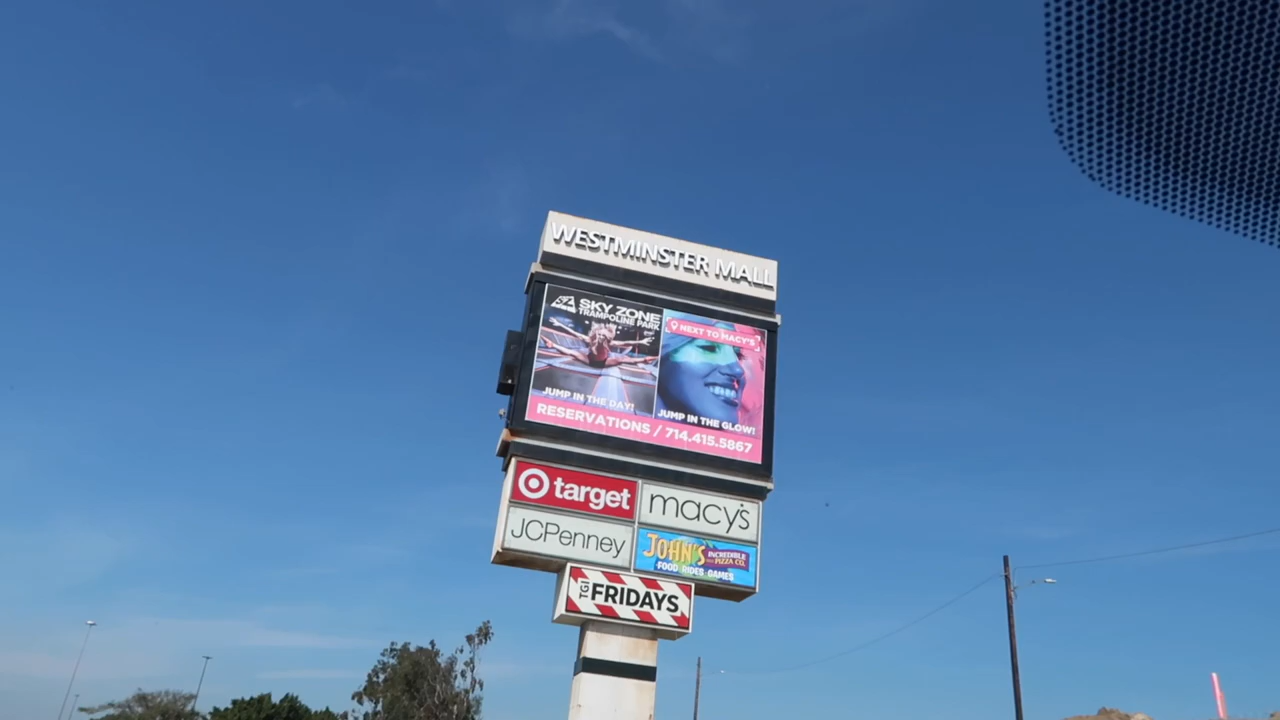 WESTMINSTER MALL
SKY ZONE
TRAMPOLINE PARK
NEXT TO MACY'S
JUMP IN THE DAY!
JUMP IN THE GLOW!
RESERVATIONS / 714.415.5867
target
macy's
JCPenney
JOHN'S
INCREDIBLE
PIZZA CO.
FOOD RIDES GAMES
TGI FRIDAYS